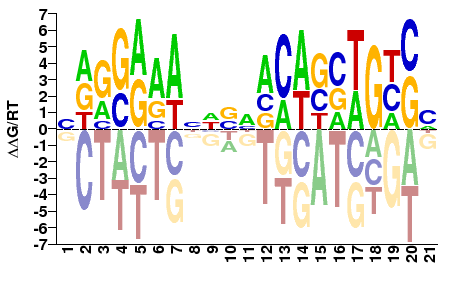 ΔΔG/RT
7
6
5
4
3
2
1
0
-1
-2
-3
-4
-5
-6
-7
C G
A G T C
G A C T
G C A T
A G C T
A G C T
A T C G
C
A T G
G C T A
A C G
A C G T
C A G T
A T C G
G C T A
C G A T
T A C G
G A C T
T C A G
C G A T
C A G
1 2 3 4 5 6 7 8 9 10 11 12 13 14 15 16 17 18 19 20 21